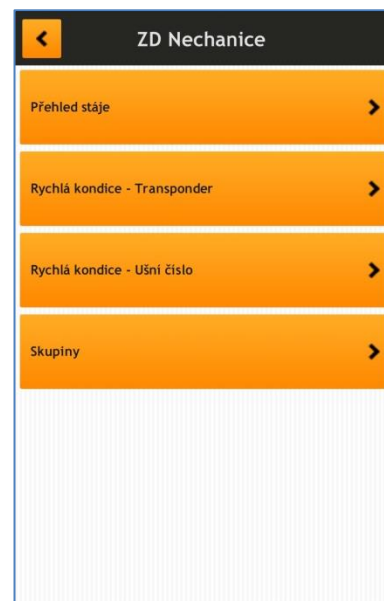 ZD Nechanice
Přehled stáje
Rychlá kondice - Transponder
Rychlá kondice - Ušní číslo
Skupiny